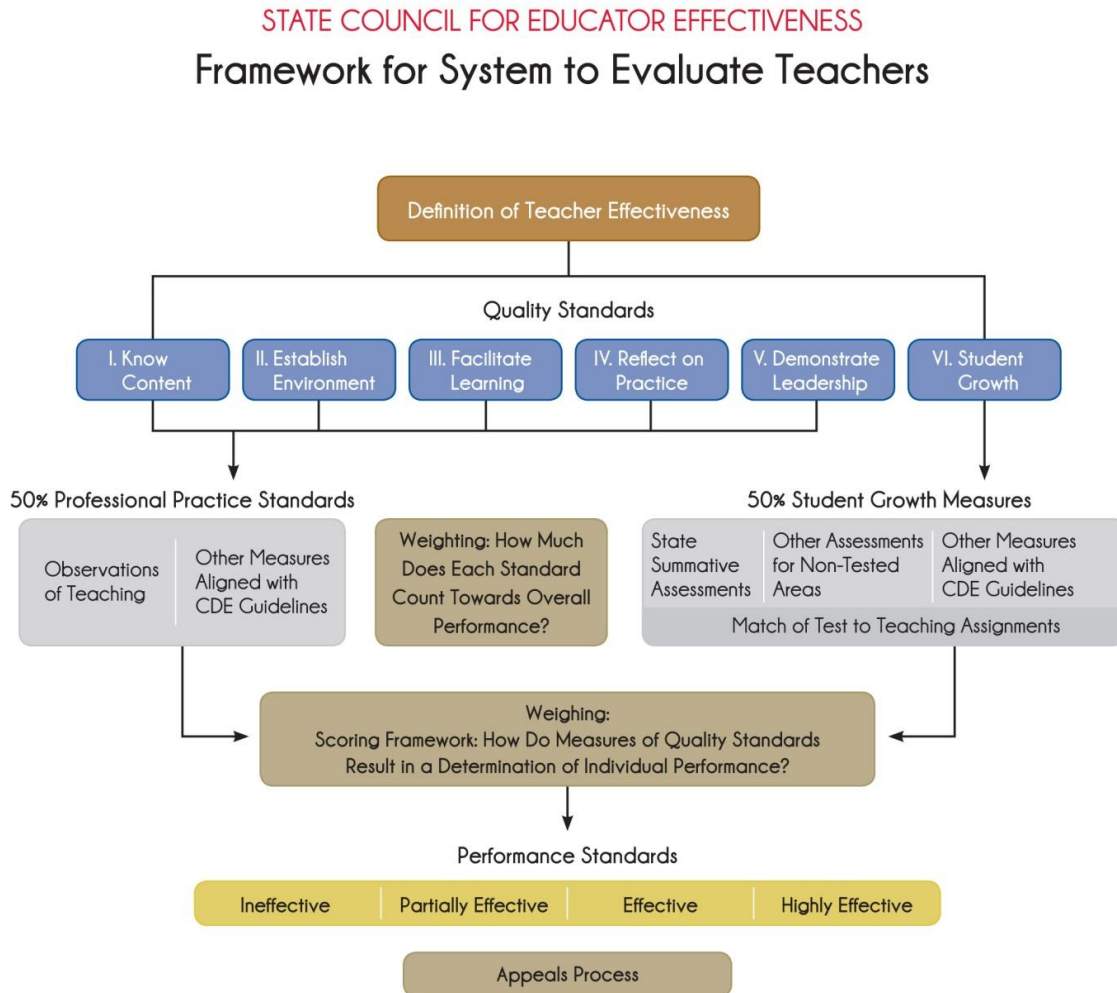 STATE COUNCIL FOR EDUCATOR EFFECTIVENESS
Framework for System to Evaluate Teachers
Definition of Teacher Effectiveness
Quality Standards
I. Know
Content
II. Establish
Environment
III. Facilitate
Learning
IV. Reflect on
Practice
V. Demonstrate
Leadership
VI. Student
Growth
50% Professional Practice Standards
Observations
of Teaching
Other Measures
Aligned with
CDE Guidelines
Weighting: How Much
Does Each Standard
Count Towards Overall
Performance?
50% Student Growth Measures
State
Summative
Assessments
Other Assessments
for Non-Tested
Areas
Other Measures
Aligned with
CDE Guidelines
Match of Test to Teaching Assignments
Weighing:
Scoring Framework: How Do Measures of Quality Standards
Result in a Determination of Individual Performance?
Performance Standards
Ineffective
Partially Effective
Effective
Highly Effective
Appeals Process